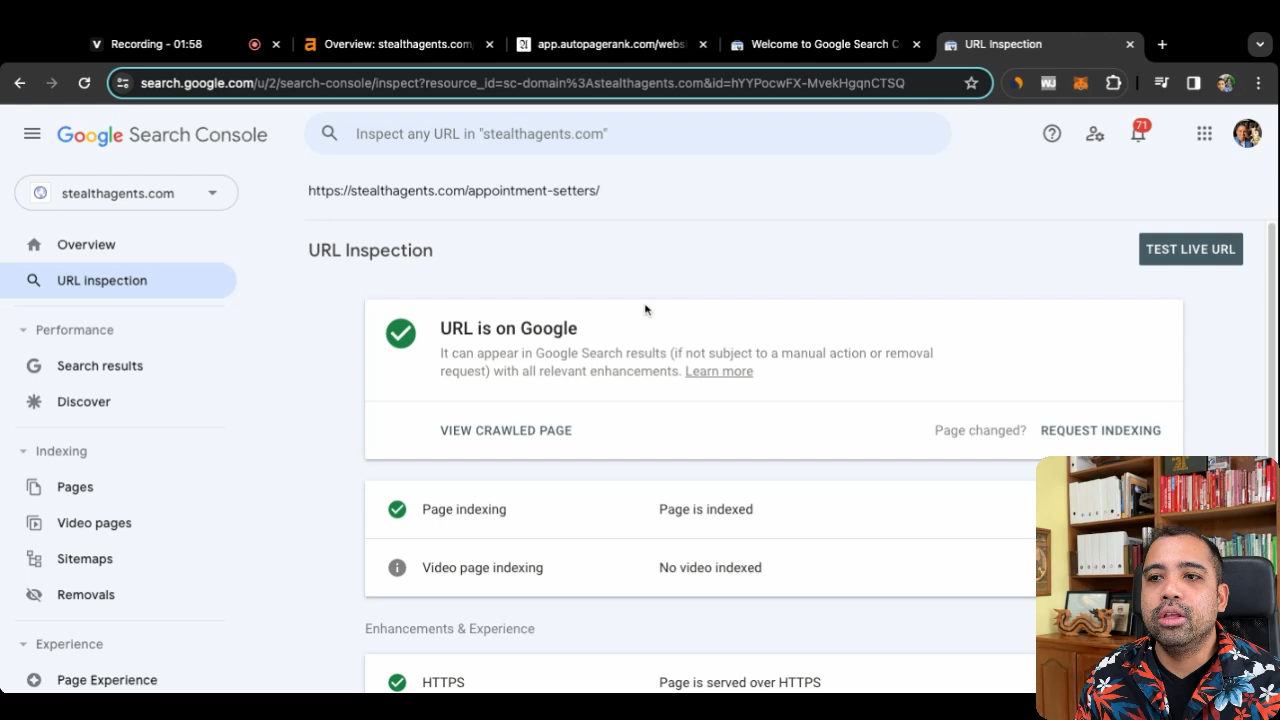 Recording - 01:58
Overview: stealthagents.com
app.autopagerank.com/webs
Welcome to Google Search C
URL Inspection
search.google.com/u/2/search-console/inspect?resource_id=sc-domain%3Astealthagents.com&id=hYYPocwFX-MvekHgqnCTSQ
Google Search Console
Inspect any URL in "stealthagents.com"
71
stealthagents.com
https://stealthagents.com/appointment-setters/
Overview
URL inspection
Performance
Search results
Discover
Indexing
Pages
Video pages
Sitemaps
Removals
Experience
Page Experience
URL Inspection
TEST LIVE URL
URL is on Google
It can appear in Google Search results (if not subject to a manual action or removal
request) with all relevant enhancements. Learn more
VIEW CRAWLED PAGE
Page changed?
REQUEST INDEXING
Page indexing
Page is indexed
Video page indexing
No video indexed
Enhancements & Experience
HTTPS
Page is served over HTTPS